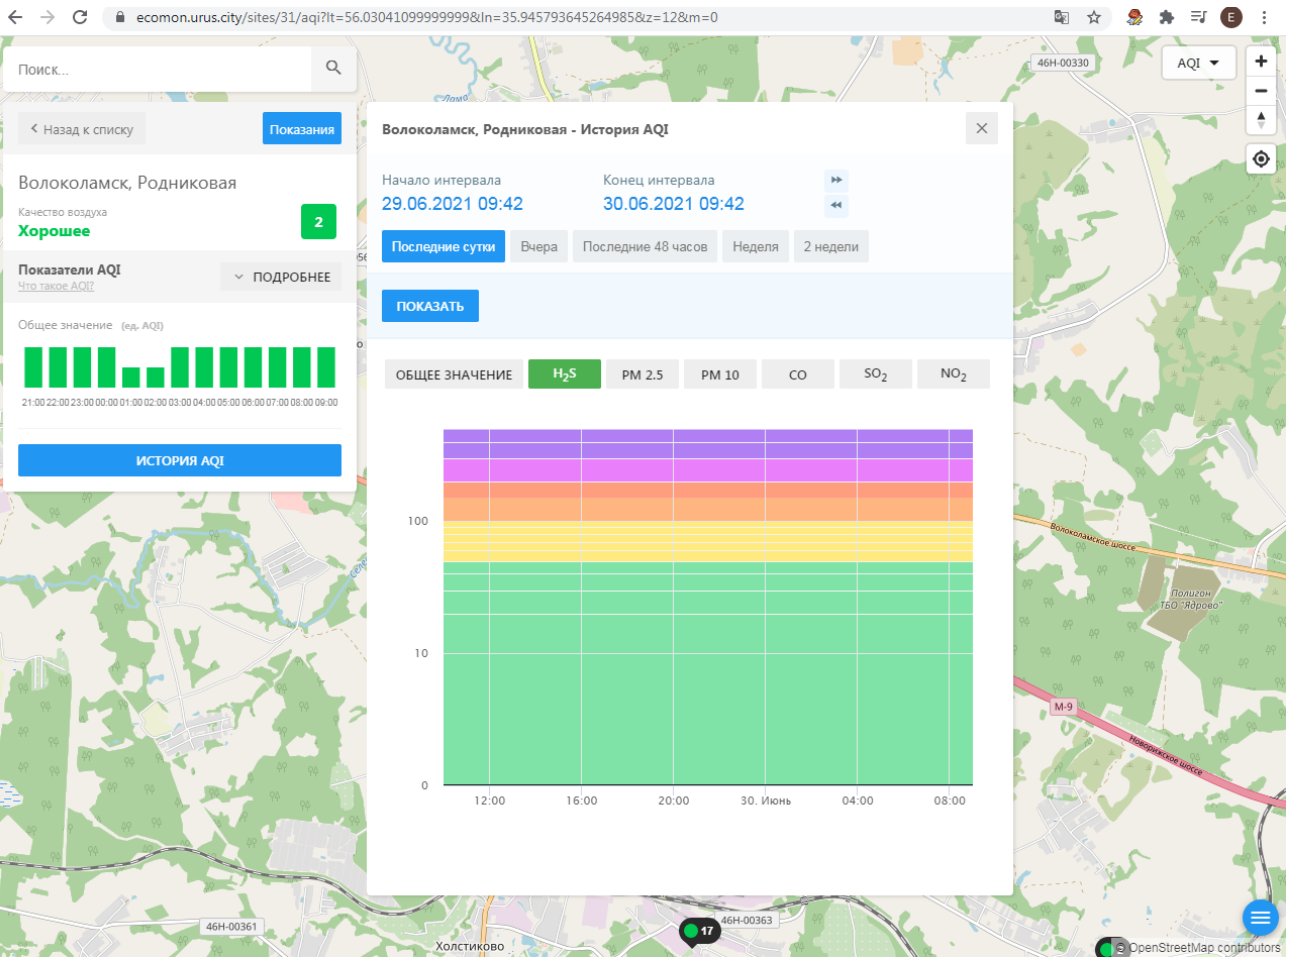 ecomon.urus.city/sites/31/aqi?lt=56.03041099999999&ln=35.945793645264985&z=12&m=0
E
Поиск...
Назад к списку
Показания
Волоколамск, Родниковая
Качество воздуха
Хорошее
2
Показатели AQI
Что такое AQI?
ПОДРОБНЕЕ
Общее значение (ед. AQI)
21:00 22:00 23:00 00:00 01:00 02:00 03:00 04:00 05:00 06:00 07:00 08:00 09:00
ИСТОРИЯ AQI
Волоколамск, Родниковая - История AQI
Начало интервала
Конец интервала
29.06.2021 09:42
30.06.2021 09:42
Последние сутки
Вчера
Последние 48 часов
Неделя
2 недели
ПОКАЗАТЬ
ОБЩЕЕ ЗНАЧЕНИЕ
H2S
PM 2.5
PM 10
CO
SO2
NO2
100
10
0
12:00
16:00
20:00
30. Июнь
04:00
08:00
46Н-00330
AQI
+
−
Лама
Волоколамское шоссе
Полигон
ТБО "Ядрово"
М-9
Новорижское шоссе
46Н-00361
46Н-00363
17
Холстиково
© OpenStreetMap contributors